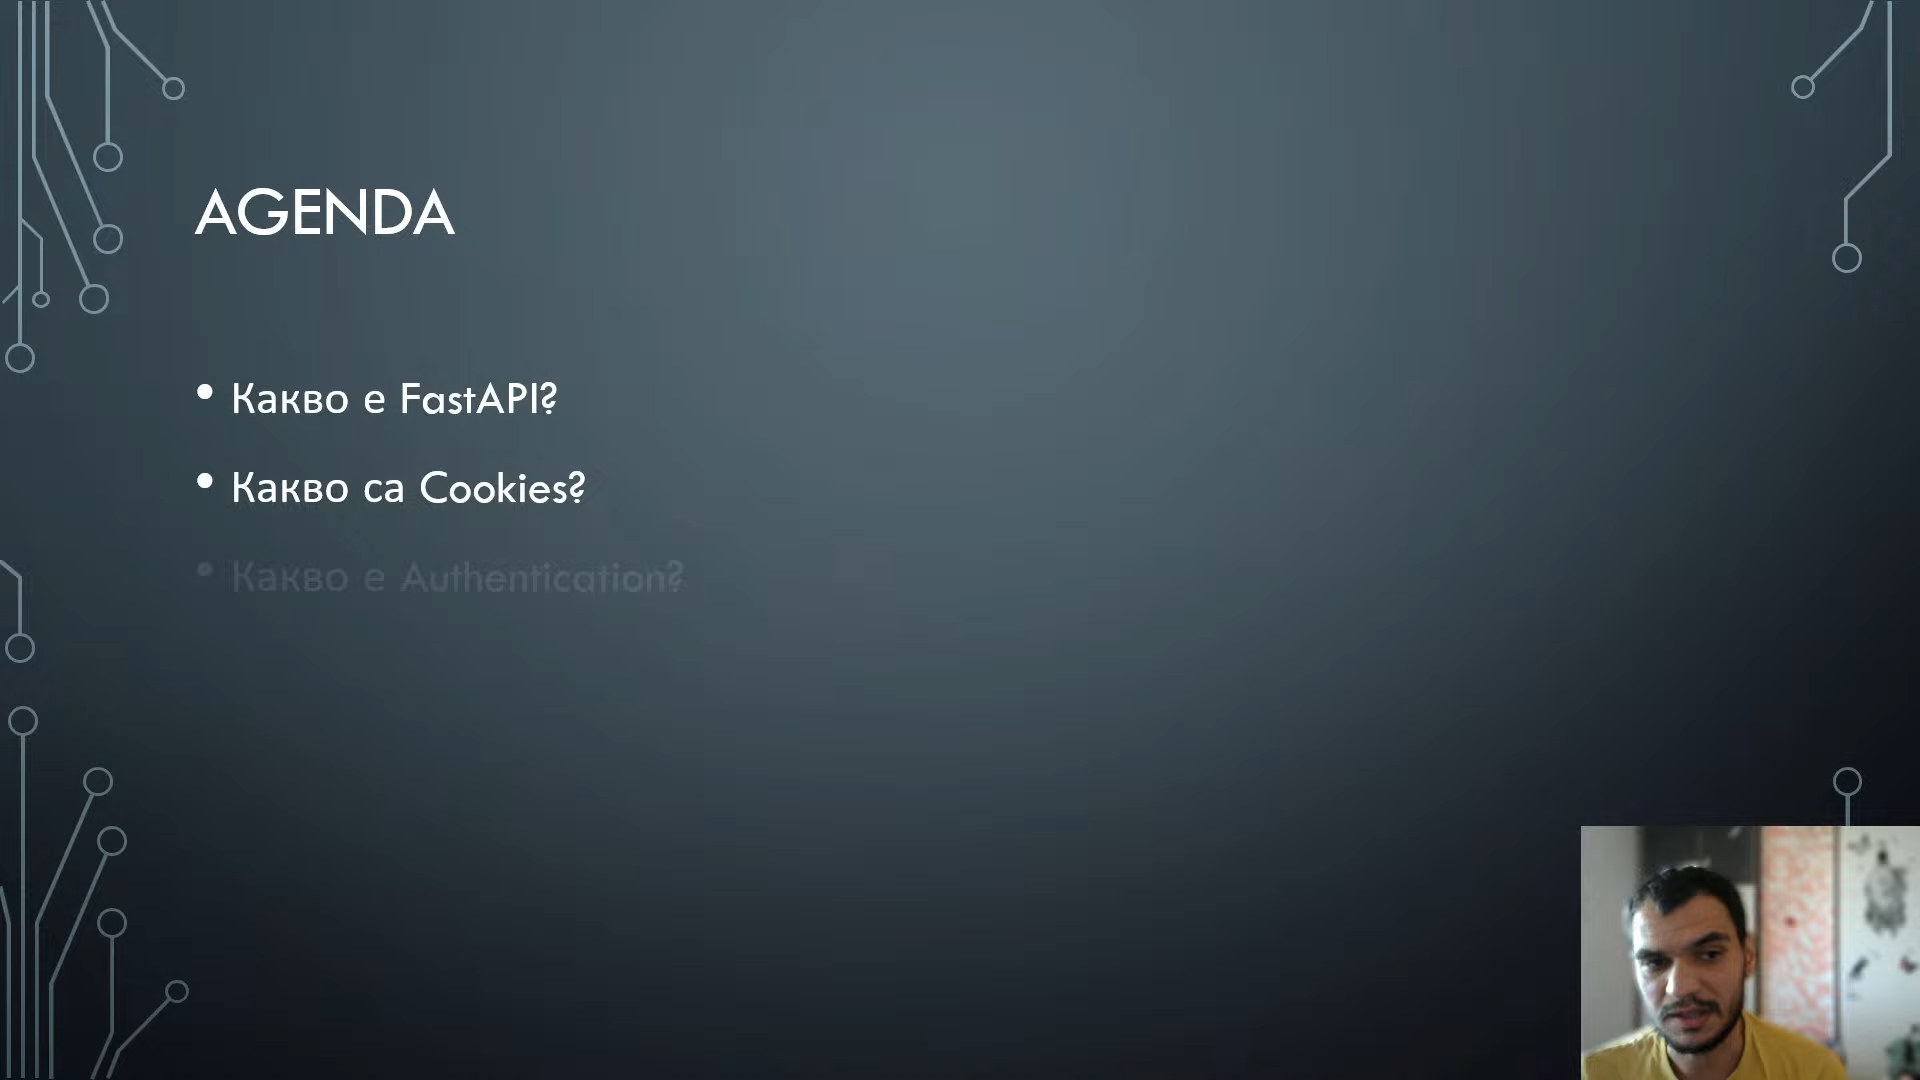 AGENDA
• Какво е FastAPI?
• Какво са Cookies?
• Какво е Authentication?